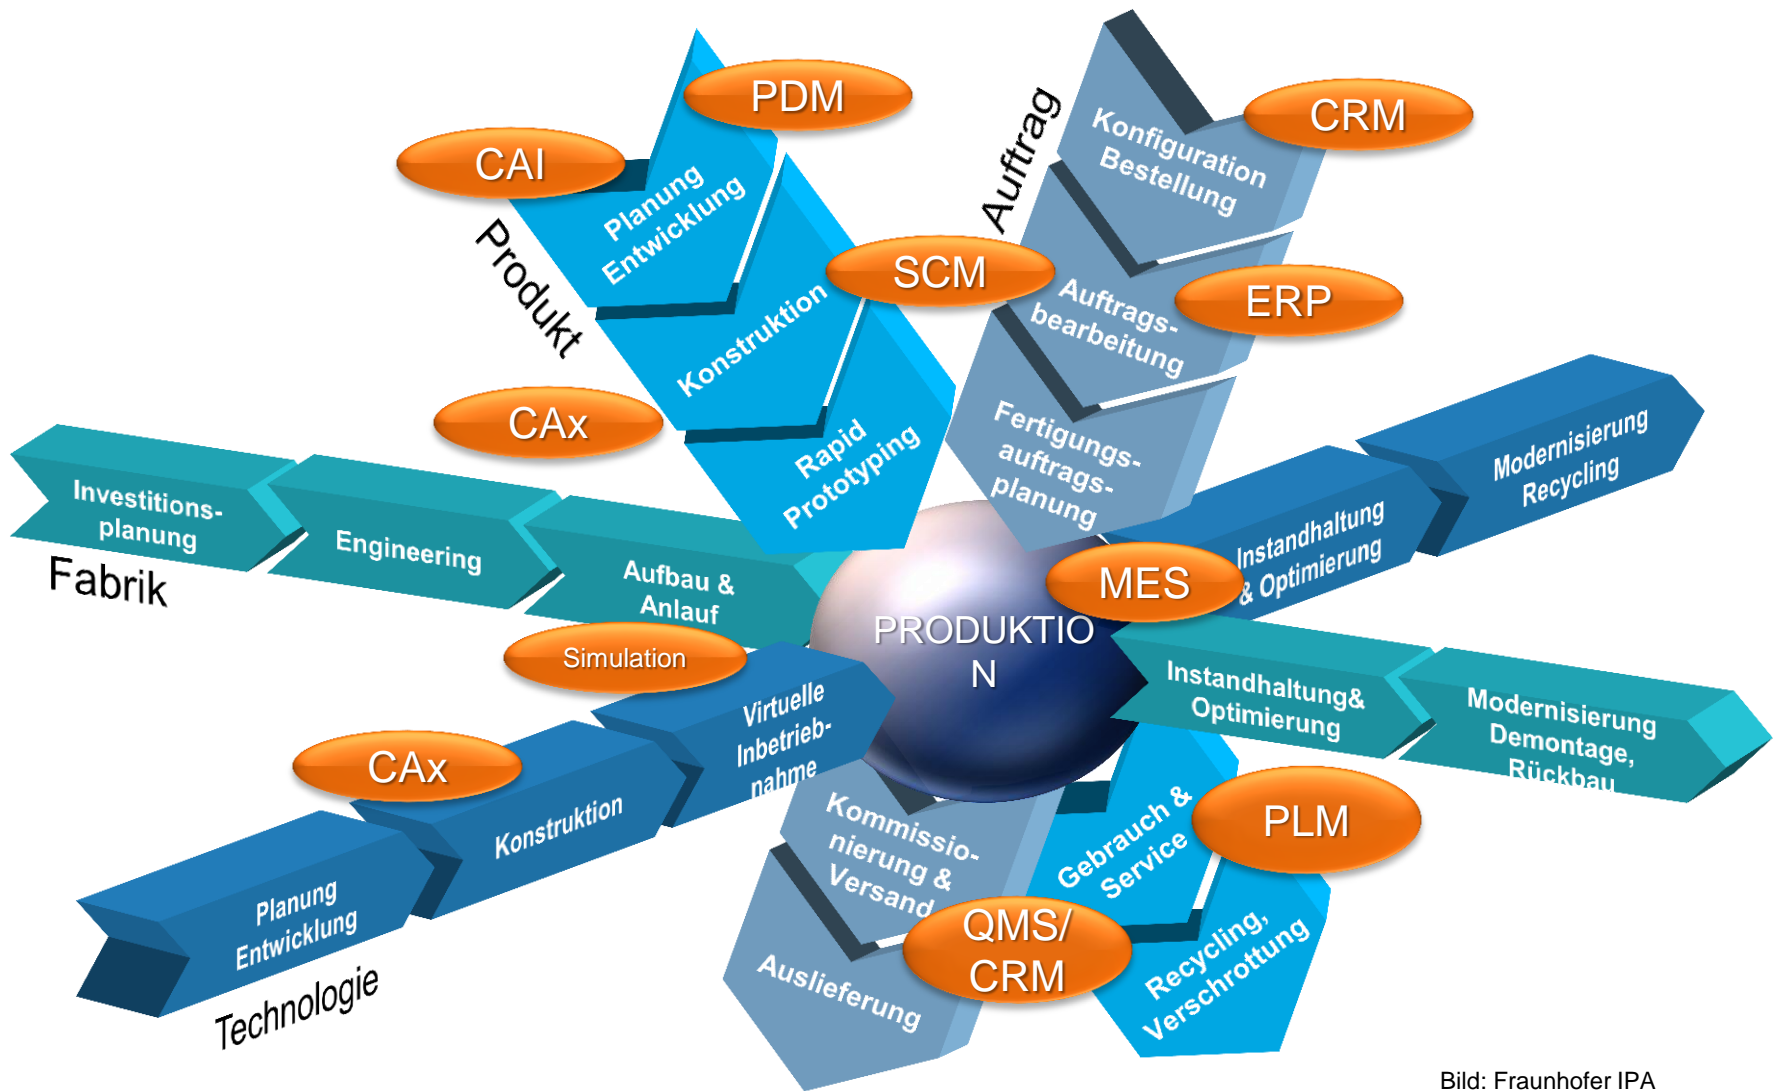 PDM
CAI
Planung
Entwicklung
Produkt
Konstruktion
SCM
CAx
Rapid
Prototyping
Auftrag
CRM
Konfiguration
Bestellung
ERP
Auftrags-
bearbeitung
Fertigungs-
auftrags-
planung
Modernisierung
Recycling
Instandhaltung
& Optimierung
MES
Investitions-
planung
Engineering
Aufbau &
Anlauf
Fabrik
PRODUKTIO
N
Instandhaltung&
Optimierung
Modernisierung
Demontage,
Rückbau
Simulation
Virtuelle
Inbetrieb-
nahme
CAx
Konstruktion
Planung
Entwicklung
Technologie
Kommissio-
nierung &
Versand
Auslieferung
QMS/
CRM
Gebrauch &
Service
PLM
Recycling,
Verschrottung
Bild: Fraunhofer IPA